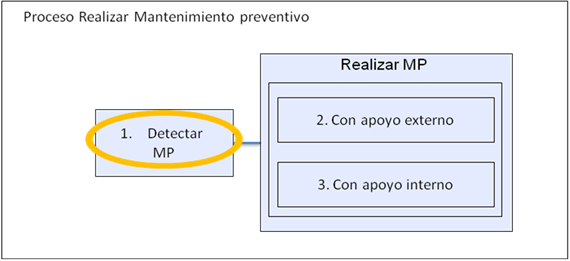 Proceso Realizar Mantenimiento preventivo
Realizar MP
1. Detectar
MP
2. Con apoyo externo
3. Con apoyo interno